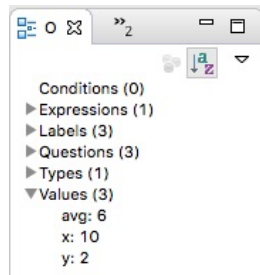 O »2
a
z
Conditions (0)
Expressions (1)
Labels (3)
Questions (3)
Types (1)
Values (3)
avg: 6
x: 10
y: 2